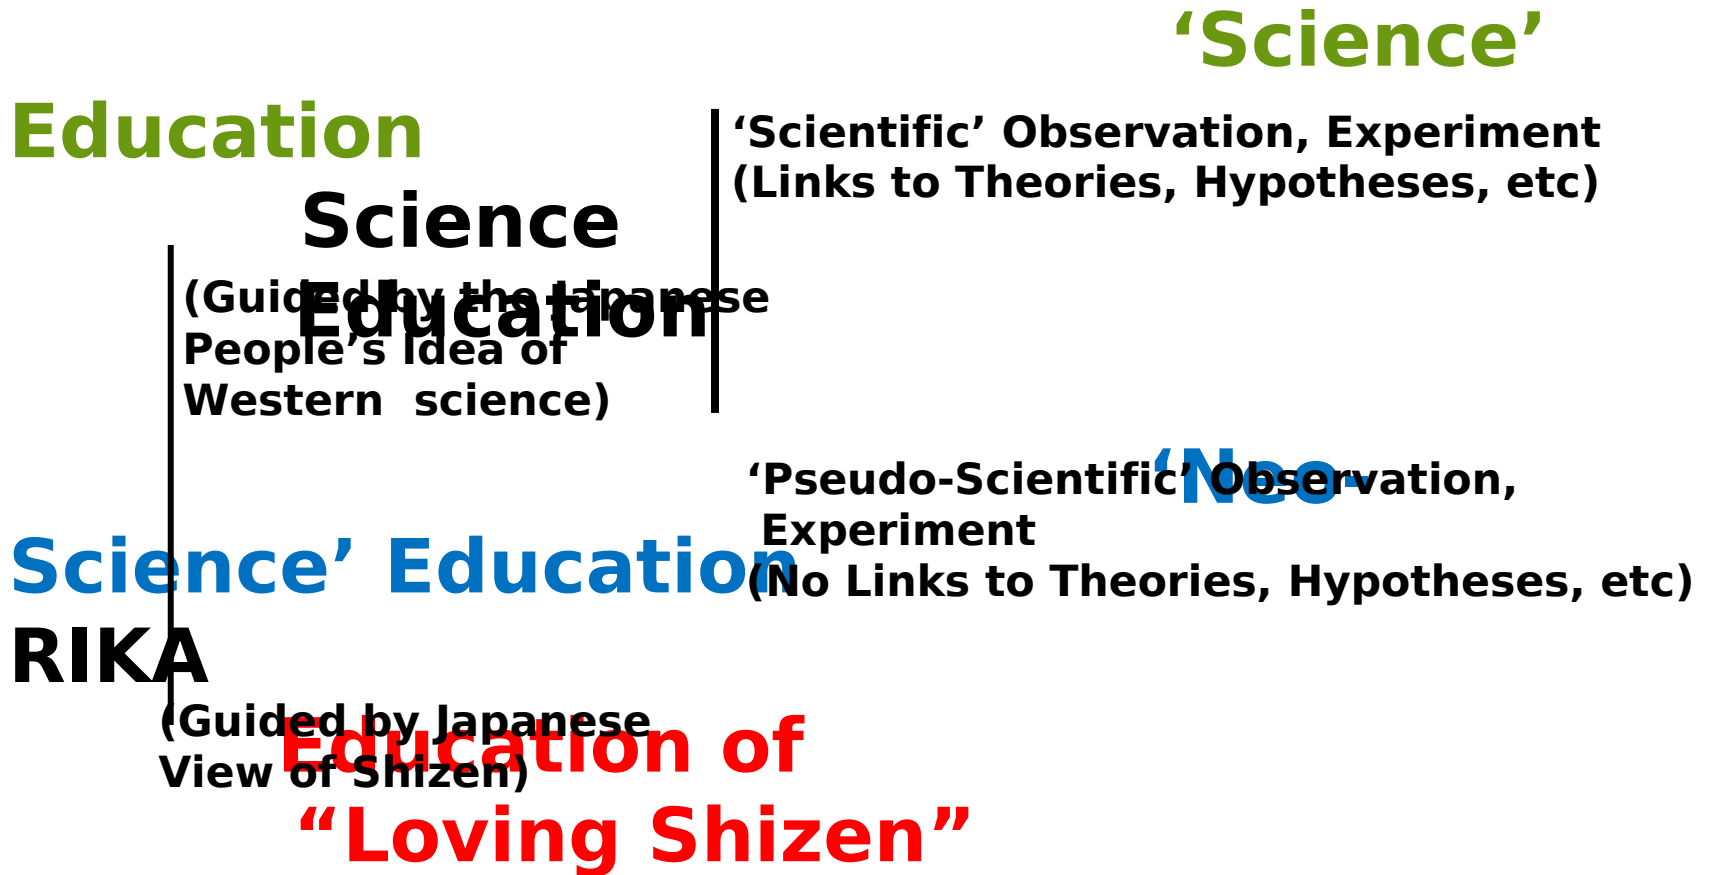 ‘Science’
Education
‘Scientific’ Observation, Experiment
(Links to Theories, Hypotheses, etc)
Science
Education
(Guided by the Japanese
People’s Idea of
Western  science)
‘Neo-
Science’ Education
‘Pseudo-Scientific’ Observation,
Experiment
(No Links to Theories, Hypotheses, etc)
RIKA
(Guided by Japanese
View of Shizen)
Education of
“Loving Shizen”